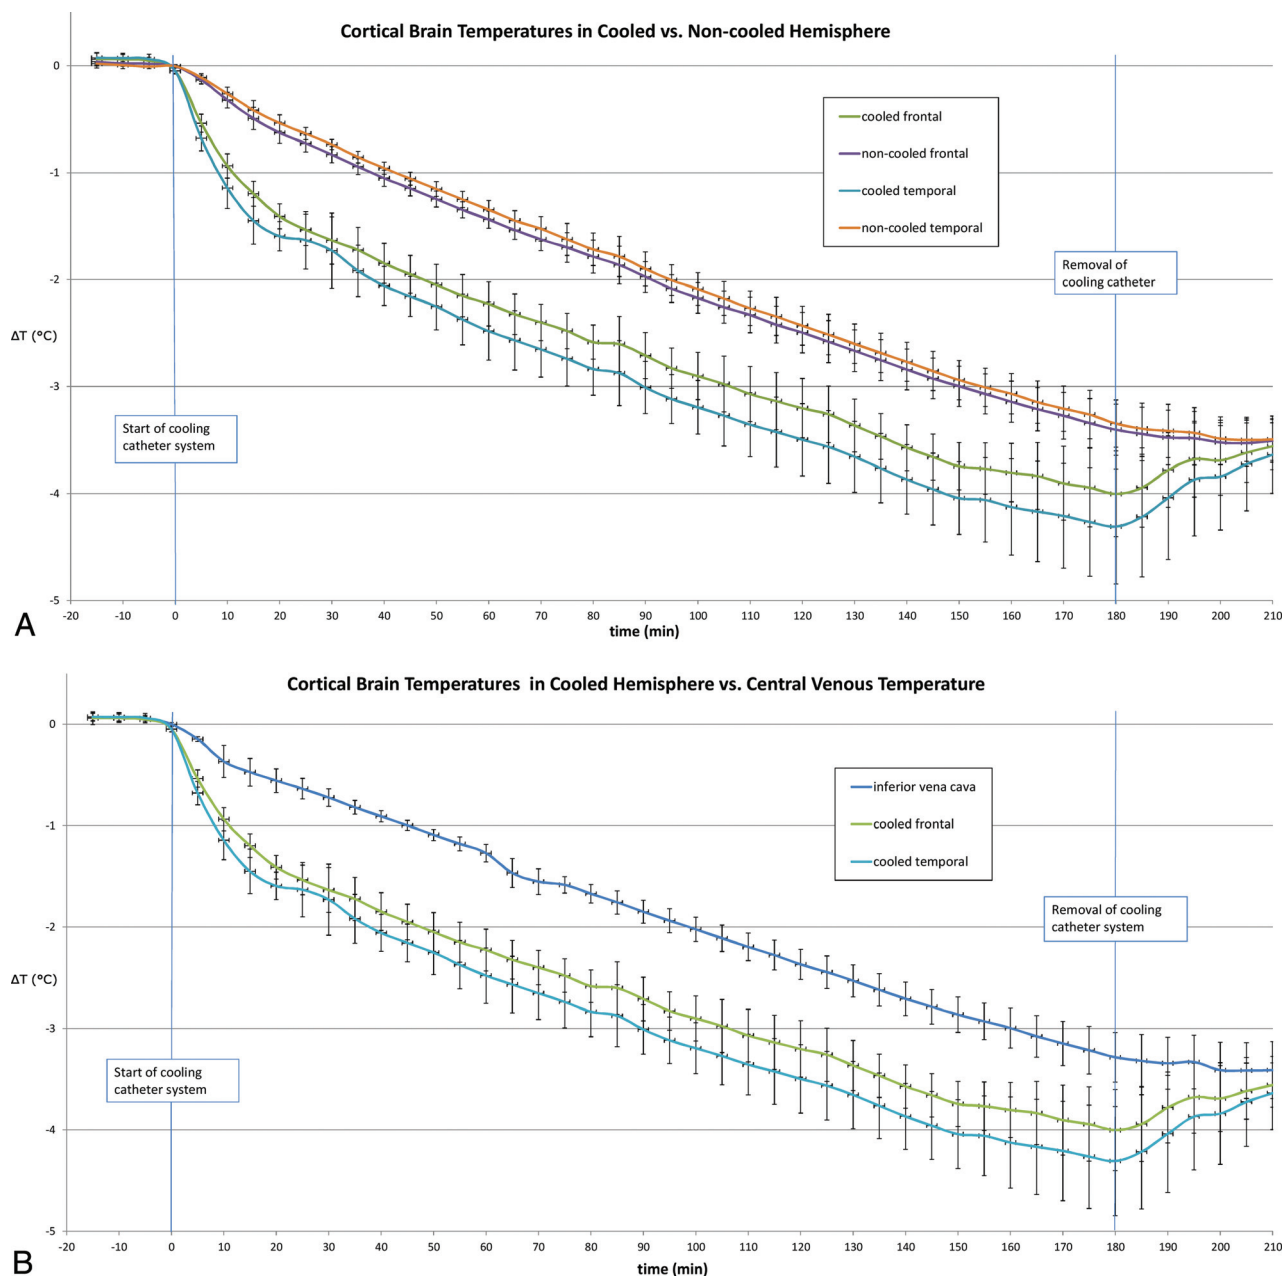 Cortical Brain Temperatures in Cooled vs. Non-cooled Hemisphere
0
cooled frontal
non-cooled frontal
-1
cooled temporal
non-cooled temporal
-2
Removal of
cooling catheter
ΔT (°C)
-3
Start of cooling
catheter system
-4
-5
A
-20 -10 0 10 20 30 40 50 60 70 80 90 100 110 120 130 140 150 160 170 180 190 200 210
time (min)
Cortical Brain Temperatures in Cooled Hemisphere vs. Central Venous Temperature
0
inferior vena cava
-1
cooled frontal
cooled temporal
Removal of cooling
catheter system
-2
ΔT (°C)
-3
Start of cooling
catheter system
-4
-5
B
-20 -10 0 10 20 30 40 50 60 70 80 90 100 110 120 130 140 150 160 170 180 190 200 210
time (min)